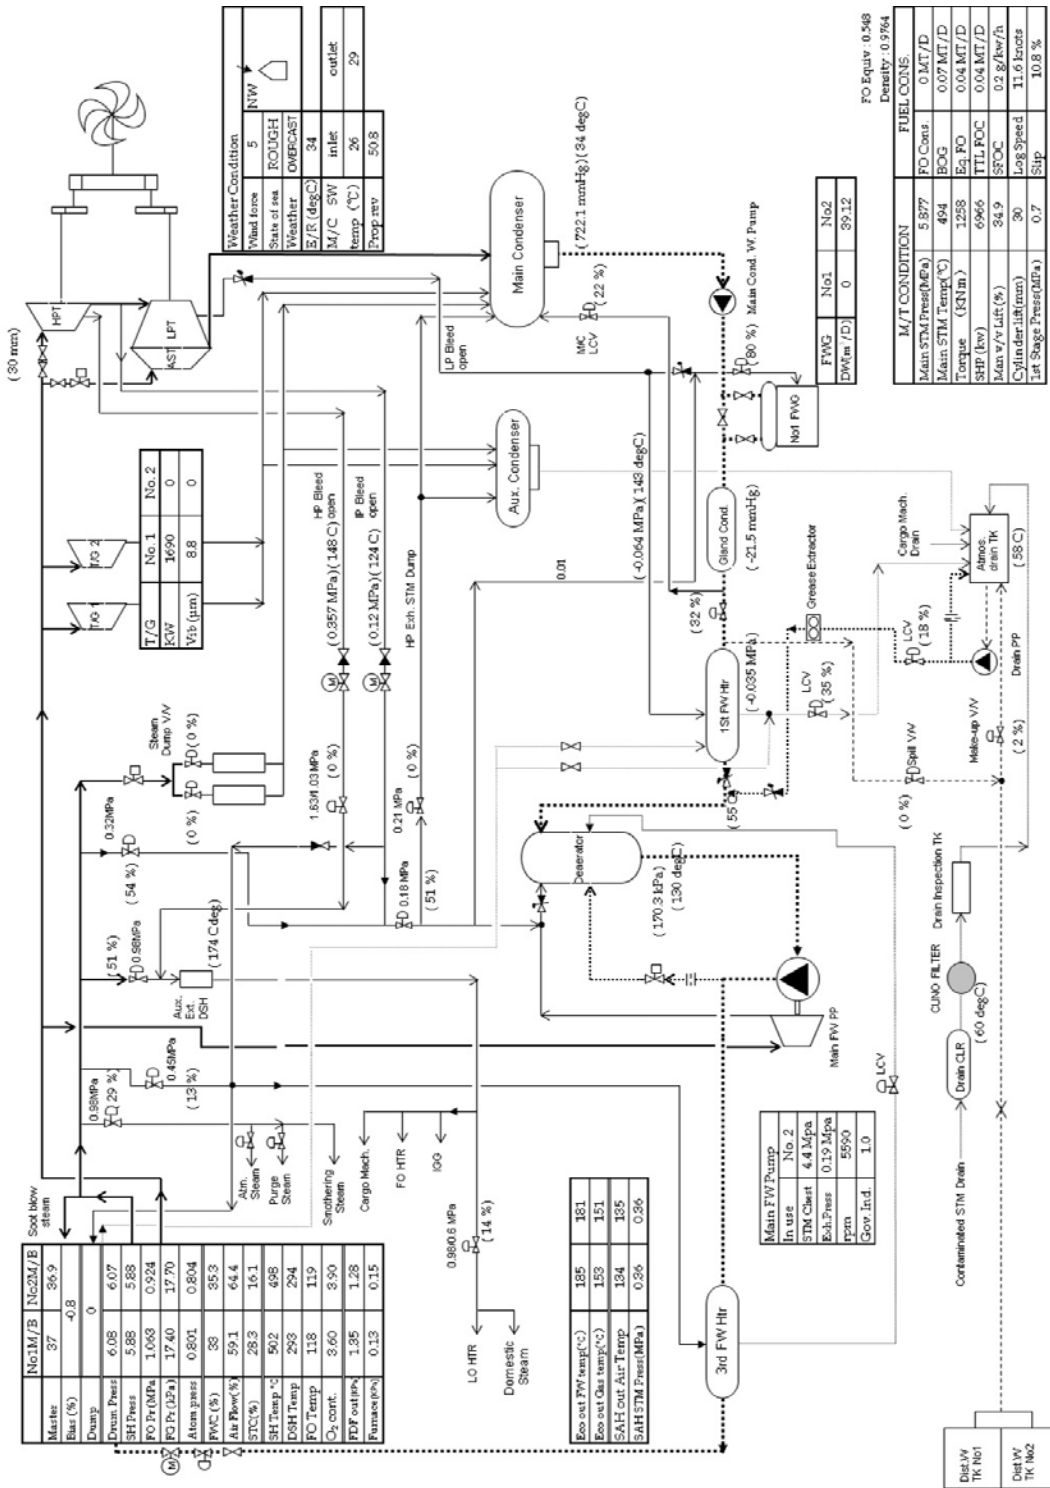 No1M/B No2M/B
Master 37 36.9
Bias (%) -0.8
Dump 0
Drum Press 6.08 6.07
SH Press 5.88 5.88
FO Pr (MPa 1.063 0.924
FG Pr (kPa) 17.40 17.70
Atom.press 0.801 0.804
FWC (%) 33 35.3
Air Flow(%) 59.1 64.4
STC(%) 28.3 16.1
SH Temp °C 502 498
DSH Temp 293 294
FO Temp 118 119
O2 cont. 3.60 3.90
FDF out(KPa) 1.35 1.28
Furnace(KPa) 0.13 0.15
Soot blow
steam
0.98MPa
( 29 %)
0.45MPa
( 13 %)
( 51 %)
0.98MPa
Aux.
Ext.
DSH
( 174 Cdeg)
0.32MPa
( 54 %)
Steam
Dump V/V
( 0 %)
( 0 %)
Atm.
Steam
Purge
Steam
Smothering
Steam
Cargo Mach.
FO HTR
IGG
0.98/0.6 MPa
( 14 %)
LO HTR
Domestic
Steam
T/G 1
T/G 2
T/G No. 1 No. 2
KW 1690 0
Vib (μm) 8.8 0
( 30 mm)
HPT
AST LPT
Weather Condition
Wind force 5 NW
State of sea ROUGH
Weather OVERCAST
E/R (degC) 34
M/C SW inlet outlet
temp (°C) 26 29
Prop rev 50.8
HP Bleed
open
( 0.357 MPa) ( 148 C)
1.63/1.03MPa
( 0 %)
IP Bleed
open
( 0.12 MPa) ( 124 C)
0.18 MPa
( 51 %)
0.21 MPa
( 0 %)
HP Exh. STM Dump
LP Bleed
open
Aux. Condenser
Main Condenser
( 722.1 mmHg) ( 34 degC)
M/C
LCV
( 22 %)
Main Cond. W. Pump
( 80 %)
No1 FWG
FWG No1 No2
DW(m³/D) 0 39.12
0.01
( -0.064 MPa) ( 143 degC)
Gland Cond.
( -21.5 mmHg)
( 32 %)
1St FW Htr
( -0.035 MPa)
( 55 C)
Deaerator
( 170.3 kPa)
( 130 degC)
Main FW PP
LCV
( 35 %)
Grease Extractor
Cargo Mach.
Drain
Atmos.
drain TK
( 58 C)
LCV
( 18 %)
Drain PP
Spill V/V
( 0 %)
Make-up V/V
( 2 %)
Drain Inspection TK
CUNO FILTER
( 60 degC)
Drain CLR
Contaminated STM Drain
LCV
3rd FW Htr
Eco out FW temp(°C) 185 181
Eco out Gas temp(°C) 153 151
SAH out Air Temp 134 135
SAH STM Press(MPa) 0.36 0.36
Main FW Pump
In use No. 2
STM Chest 4.4 Mpa
Exh.Press 0.19 Mpa
rpm 5590
Gov. Ind. 1.0
Dist.W
TK No1
Dist.W
TK No2
FO Equiv : 0.548
Density : 0.9764
M/T CONDITION FUEL CONS.
Main STM Press(MPa) 5.877 FO Cons. 0 MT/D
Main STM Temp(°C) 494 BOG 0.07 MT/D
Torque (KNm) 1258 Eq. FO 0.04 MT/D
SHP (kw) 6966 TTL FOC 0.04 MT/D
Man v/v Lift(%) 34.9 SFOC 0.2 g/kw/h
Cylinder lift(mm) 30 Log Speed 11.6 knots
1st Stage Press(MPa) 0.7 Slip 10.8 %